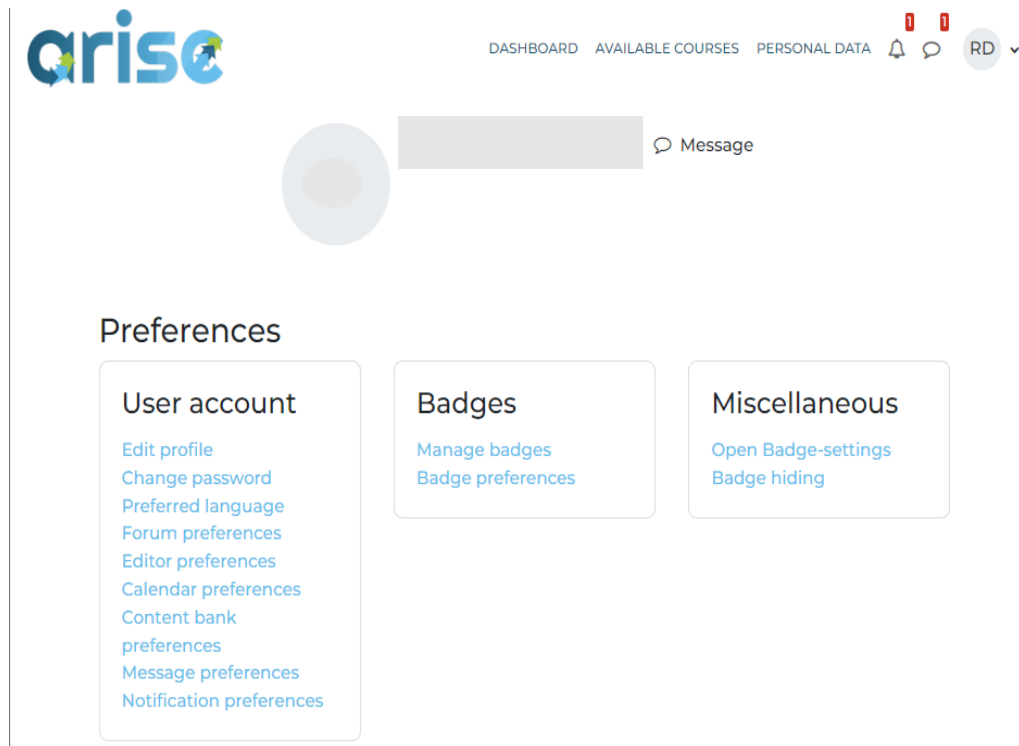 arise
1 1
DASHBOARD AVAILABLE COURSES PERSONAL DATA RD
Message
Preferences
User account
Edit profile
Change password
Preferred language
Forum preferences
Editor preferences
Calendar preferences
Content bank
preferences
Message preferences
Notification preferences
Badges
Manage badges
Badge preferences
Miscellaneous
Open Badge-settings
Badge hiding